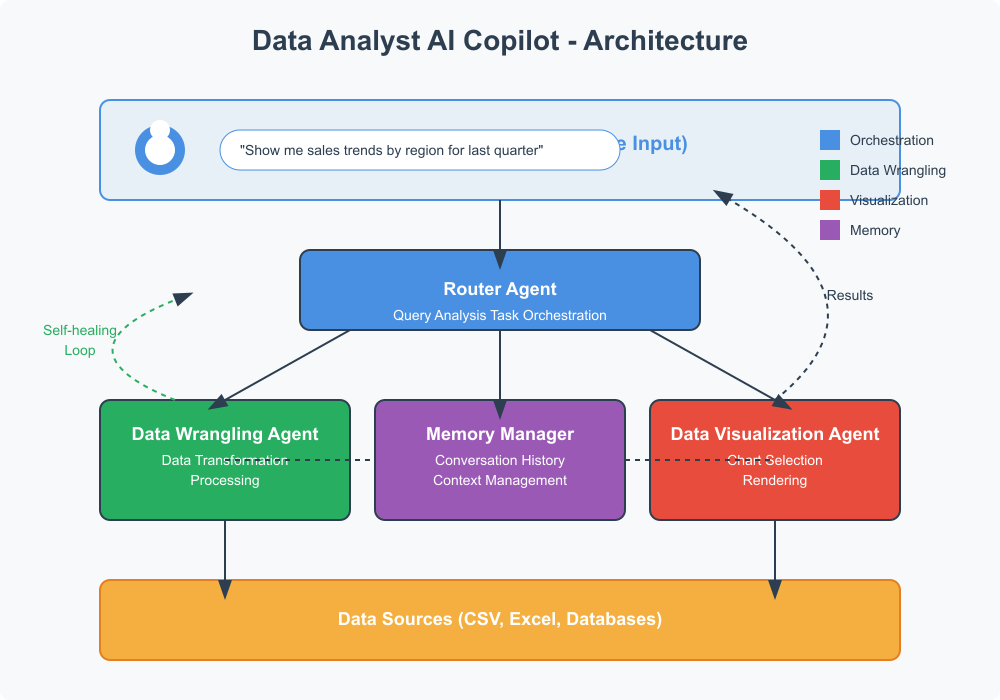 Data Analyst AI Copilot - Architecture
"Show me sales trends by region for last quarter"
Input)
Orchestration
Data Wrangling
Visualization
Memory
Router Agent
Query Analysis Task Orchestration
Results
Self-healing
Loop
Data Wrangling Agent
Data Transformation
Processing
Memory Manager
Conversation History
Context Management
Data Visualization Agent
Chart Selection
Rendering
Data Sources (CSV, Excel, Databases)